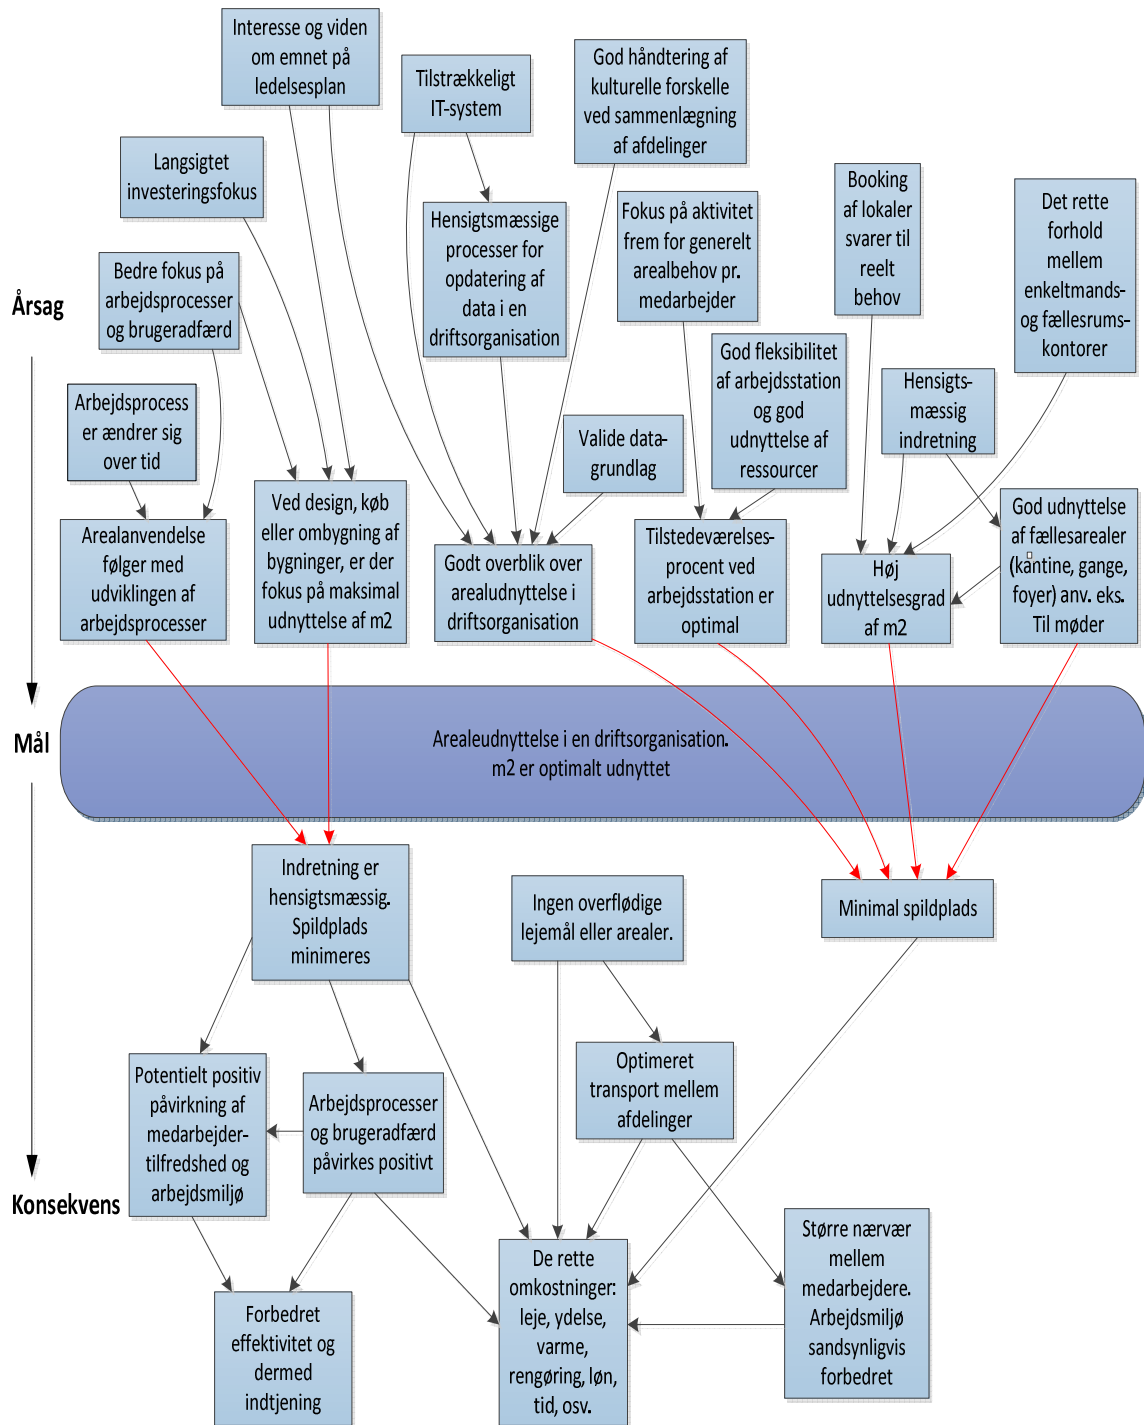 Interesse og viden
om emnet på
ledelsesplan
Tilstrækkeligt
IT-system
God håndtering af
kulturelle forskelle
ved sammenlægning
af afdelinger
Langsigtet
investeringsfokus
Booking
af lokaler
svarer til
reelt
behov
Det rette
forhold
mellem
enkeltmands-
og fællesrums-
kontorer
Hensigtsmæssige
processer for
opdatering af
data i en
driftsorganisation
Fokus på aktivitet
frem for generelt
arealbehov pr.
medarbejder
Bedre fokus på
arbejdsprocesser
og brugeradfærd
Årsag
God fleksibilitet
af arbejdsstation
og god
udnyttelse af
ressourcer
Hensigts-
mæssig
indretning
Arbejdsprocess
er ændrer sig
over tid
Valide data-
grundlag
Arealanvendelse
følger med
udviklingen af
arbejdsprocesser
Ved design, køb
eller ombygning af
bygninger, er der
fokus på maksimal
udnyttelse af m2
Godt overblik over
arealudnyttelse i
driftsorganisation
Tilstedeværelses-
procent ved
arbejdsstation er
optimal
Høj
udnyttelsesgrad
af m2
God udnyttelse
af fællesarealer
(kantine, gange,
foyer) anv. eks.
Til møder
Mål
Arealeudnyttelse i en driftsorganisation.
m2 er optimalt udnyttet
Indretning er
hensigtsmæssig.
Spildplads
minimeres
Ingen overflødige
lejemål eller arealer.
Minimal spildplads
Potentielt positiv
påvirkning af
medarbejder-
tilfredshed og
arbejdsmiljø
Arbejdsprocesser
og brugeradfærd
påvirkes positivt
Optimeret
transport mellem
afdelinger
Konsekvens
Forbedret
effektivitet og
dermed
indtjening
De rette
omkostninger:
leje, ydelse,
varme,
rengøring, løn,
tid, osv.
Større nærvær
mellem
medarbejdere.
Arbejdsmiljø
sandsynligvis
forbedret